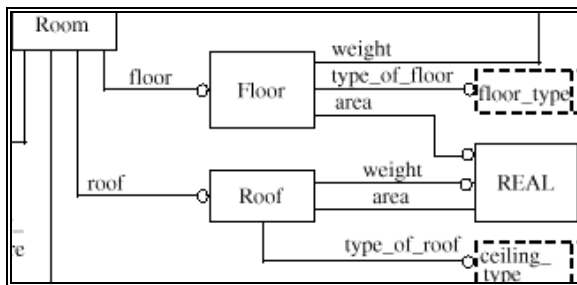 Room
weight
floor
type_of_floor
Floor
floor_type
area
weight
REAL
roof
Roof
area
type_of_roof
ceiling_
type